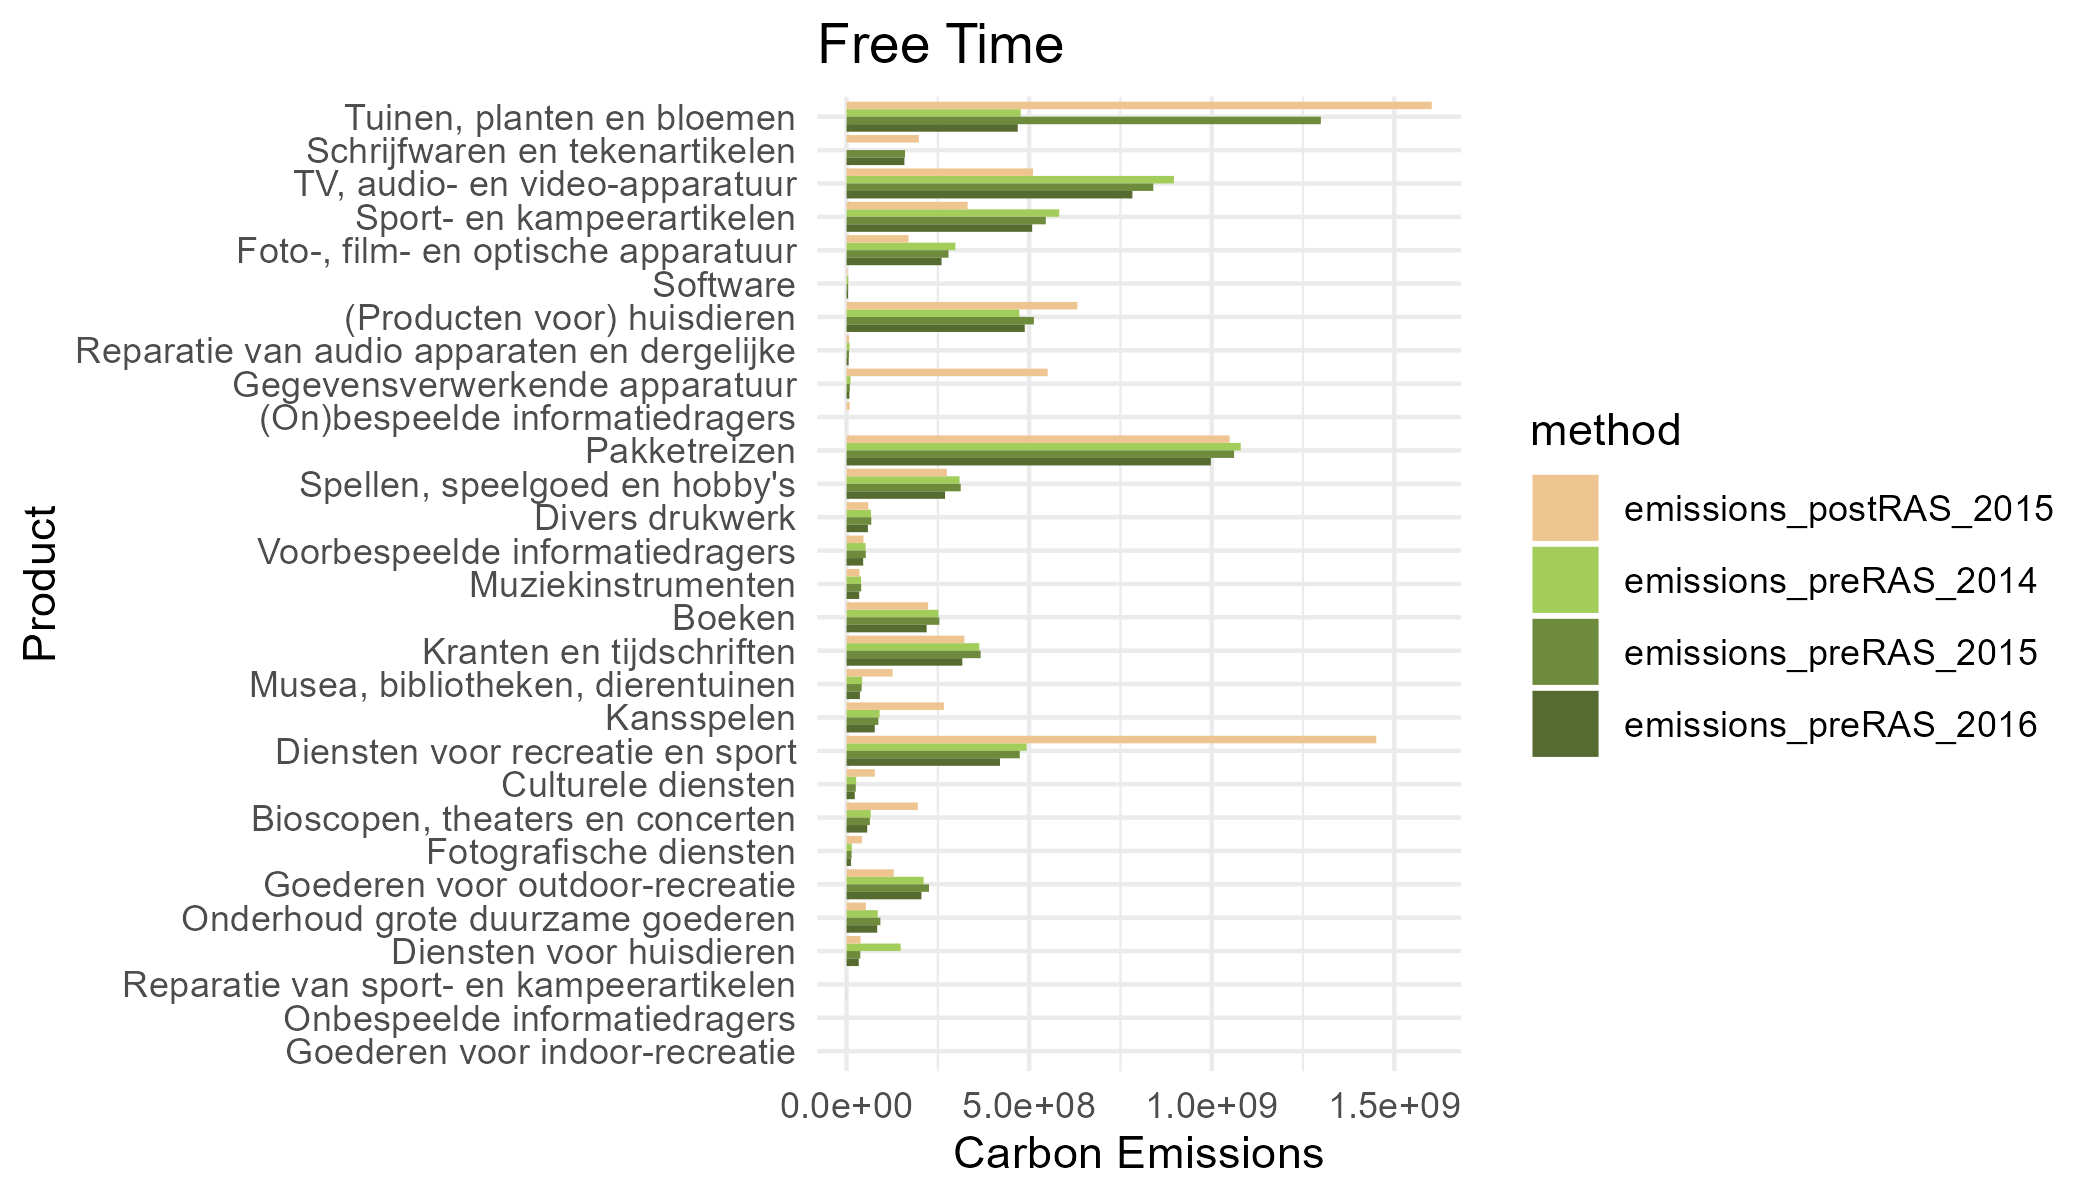 Free Time
Tuinen, planten en bloemen
Schrijfwaren en tekenartikelen
TV, audio- en video-apparatuur
Sport- en kampeerartikelen
Foto-, film- en optische apparatuur
Software
(Producten voor) huisdieren
Reparatie van audio apparaten en dergelijke
Gegevensverwerkende apparatuur
(On)bespeelde informatiedragers
Pakketreizen
Spellen, speelgoed en hobby's
Divers drukwerk
Voorbespeelde informatiedragers
Muziekinstrumenten
Boeken
Kranten en tijdschriften
Musea, bibliotheken, dierentuinen
Kansspelen
Diensten voor recreatie en sport
Culturele diensten
Bioscopen, theaters en concerten
Fotografische diensten
Goederen voor outdoor-recreatie
Onderhoud grote duurzame goederen
Diensten voor huisdieren
Reparatie van sport- en kampeerartikelen
Onbespeelde informatiedragers
Goederen voor indoor-recreatie
Product
0.0e+00 5.0e+08 1.0e+09 1.5e+09
Carbon Emissions
method
emissions_postRAS_2015
emissions_preRAS_2014
emissions_preRAS_2015
emissions_preRAS_2016